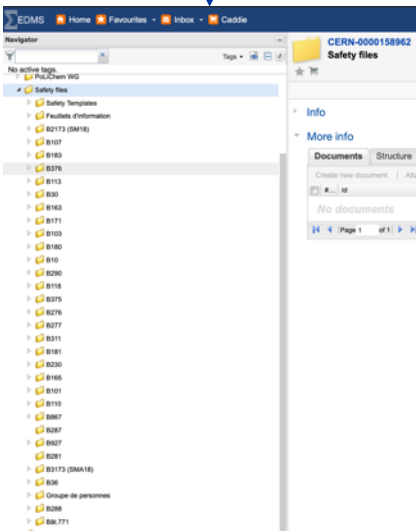 EDMS Home Favourites Inbox Caddie
Navigator
Tags
No active tags.
PoLiChem WG
Safety files
Safety Templates
Feuillets d'information
B2173 (SM18)
B107
B183
B376
B113
B30
B163
B171
B103
B180
B10
B290
B118
B375
B276
B277
B311
B181
B230
B165
B101
B110
B867
B287
B927
B281
B3173 (SMA18)
B36
Groupe de personnes
B288
Bât.771
CERN-0000158962
Safety files
Info
More info
Documents Structure
Create new document
#... Id
No documents
Page 1 of 1